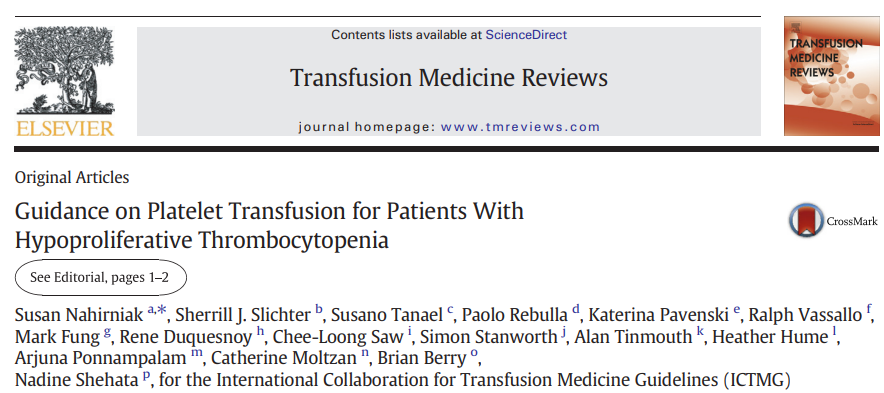 Contents lists available at ScienceDirect
Transfusion Medicine Reviews
journal homepage: www.tmreviews.com
ELSEVIER
TRANSFUSION
MEDICINE
REVIEWS
Original Articles
Guidance on Platelet Transfusion for Patients With
Hypoproliferative Thrombocytopenia
CrossMark
See Editorial, pages 1–2
Susan Nahirniak a,*, Sherrill J. Slichter b, Susano Tanael c, Paolo Rebulla d, Katerina Pavenski e, Ralph Vassallo f,
Mark Fung g, Rene Duquesnoy h, Chee-Loong Saw i, Simon Stanworth j, Alan Tinmouth k, Heather Hume l,
Arjuna Ponnampalam m, Catherine Moltzan n, Brian Berry o,
Nadine Shehata p, for the International Collaboration for Transfusion Medicine Guidelines (ICTMG)